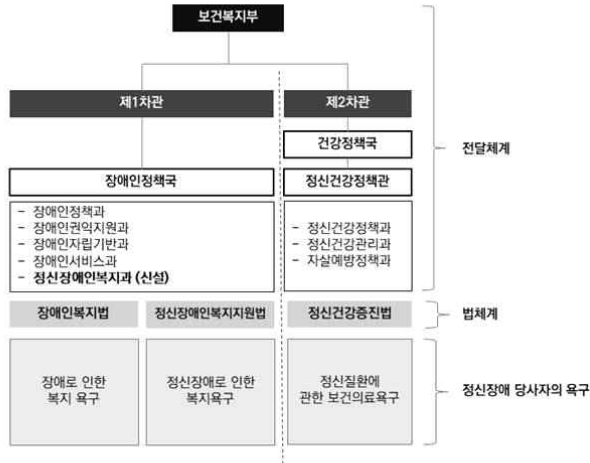 보건복지부
제1차관
제2차관
건강정책국
전달체계
장애인정책국
정신건강정책관
- 장애인정책과
- 장애인권익지원과
- 장애인자립기반과
- 장애인서비스과
- 정신장애인복지과 (신설)
- 정신건강정책과
- 정신건강관리과
- 자살예방정책과
장애인복지법
정신장애인복지지원법
정신건강증진법
법체계
장애로 인한
복지 욕구
정신장애로 인한
복지욕구
정신질환에
관한 보건의료욕구
정신장애 당사자의 욕구